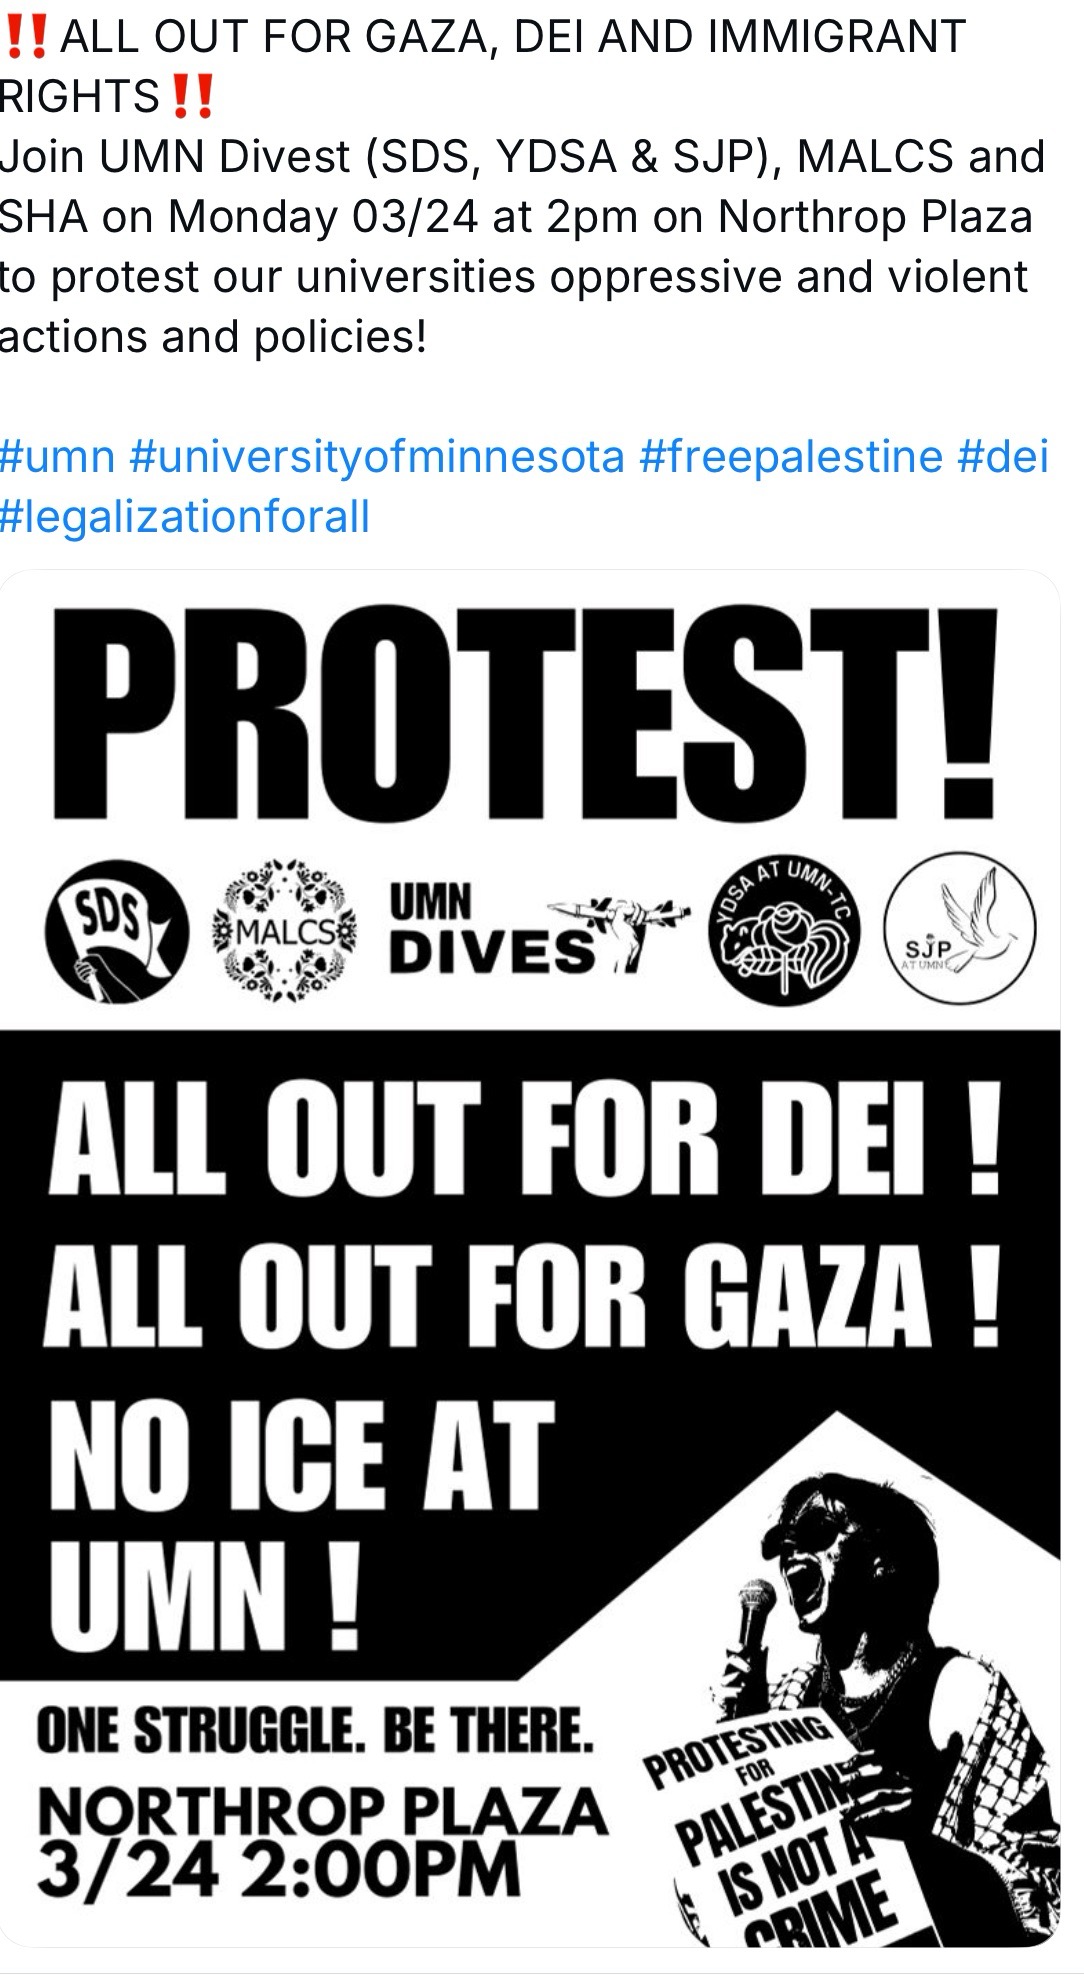 ‼️ALL OUT FOR GAZA, DEI AND IMMIGRANT
RIGHTS‼️
Join UMN Divest (SDS, YDSA & SJP), MALCS and
SHA on Monday 03/24 at 2pm on Northrop Plaza
to protest our universities oppressive and violent
actions and policies!
#umn #universityofminnesota #freepalestine #dei
#legalizationforall
PROTEST!
SDS
MALCS
UMN
DIVES
YDSA AT UMN-TC
SJP
AT UMN
ALL OUT FOR DEI !
ALL OUT FOR GAZA !
NO ICE AT
UMN !
ONE STRUGGLE. BE THERE.
NORTHROP PLAZA
3/24 2:00PM
PROTESTING
FOR
PALESTINE
IS NOT A
CRIME